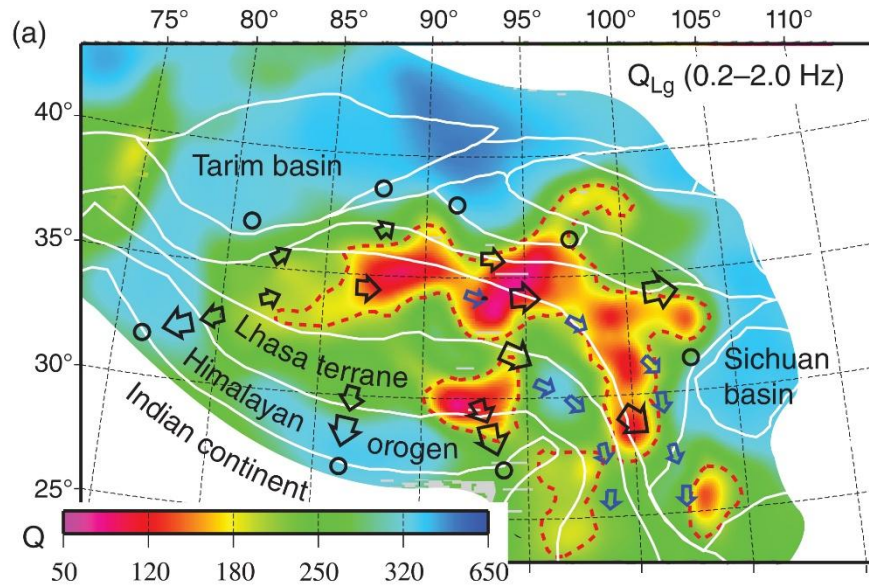 (a)
75° 80° 85° 90° 95° 100° 105° 110°
Q_Lg (0.2–2.0 Hz)
40°
Tarim basin
35°
Lhasa terrane
30°
Sichuan
basin
Himalayan orogen
Indian continent
25°
Q
50 120 180 250 320 650